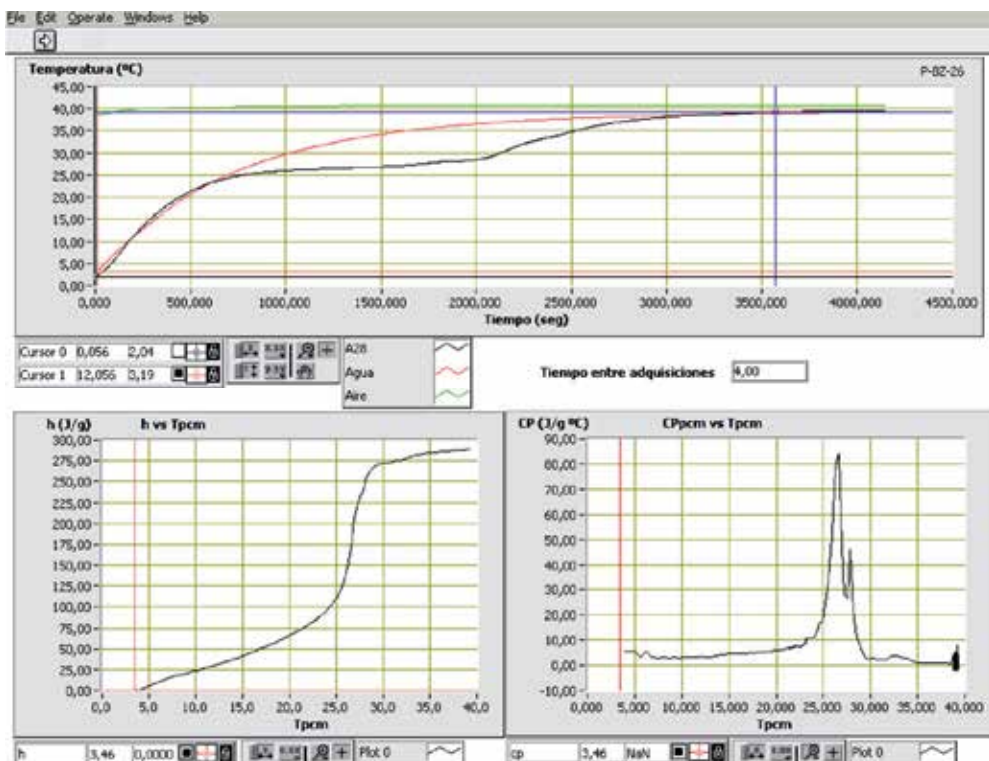 File Edit Operate Windows Help
Temperatura (ºC)
P-BZ-26
45,00
40,00
35,00
30,00
25,00
20,00
15,00
10,00
5,00
0,00
0,000 500,000 1000,000 1500,000 2000,000 2500,000 3000,000 3500,000 4000,000 4500,000
Tiempo (seg)
Cursor 0 0,056 2,04
Cursor 1 12,056 3,19
A28
Agua
Aire
Tiempo entre adquisiciones 4,00
h (J/g) h vs Tpcm
300,00
275,00
250,00
225,00
200,00
175,00
150,00
125,00
100,00
75,00
50,00
25,00
0,00
0,0 5,0 10,0 15,0 20,0 25,0 30,0 35,0 40,0
Tpcm
h 3,46 0,0000 Plot 0
CP (J/g ºC) CPpcm vs Tpcm
90,00
80,00
70,00
60,00
50,00
40,00
30,00
20,00
10,00
0,00
-10,00
0,000 5,000 10,000 15,000 20,000 25,000 30,000 35,000 40,000
Tpcm
cp 3,46 NaN Plot 0